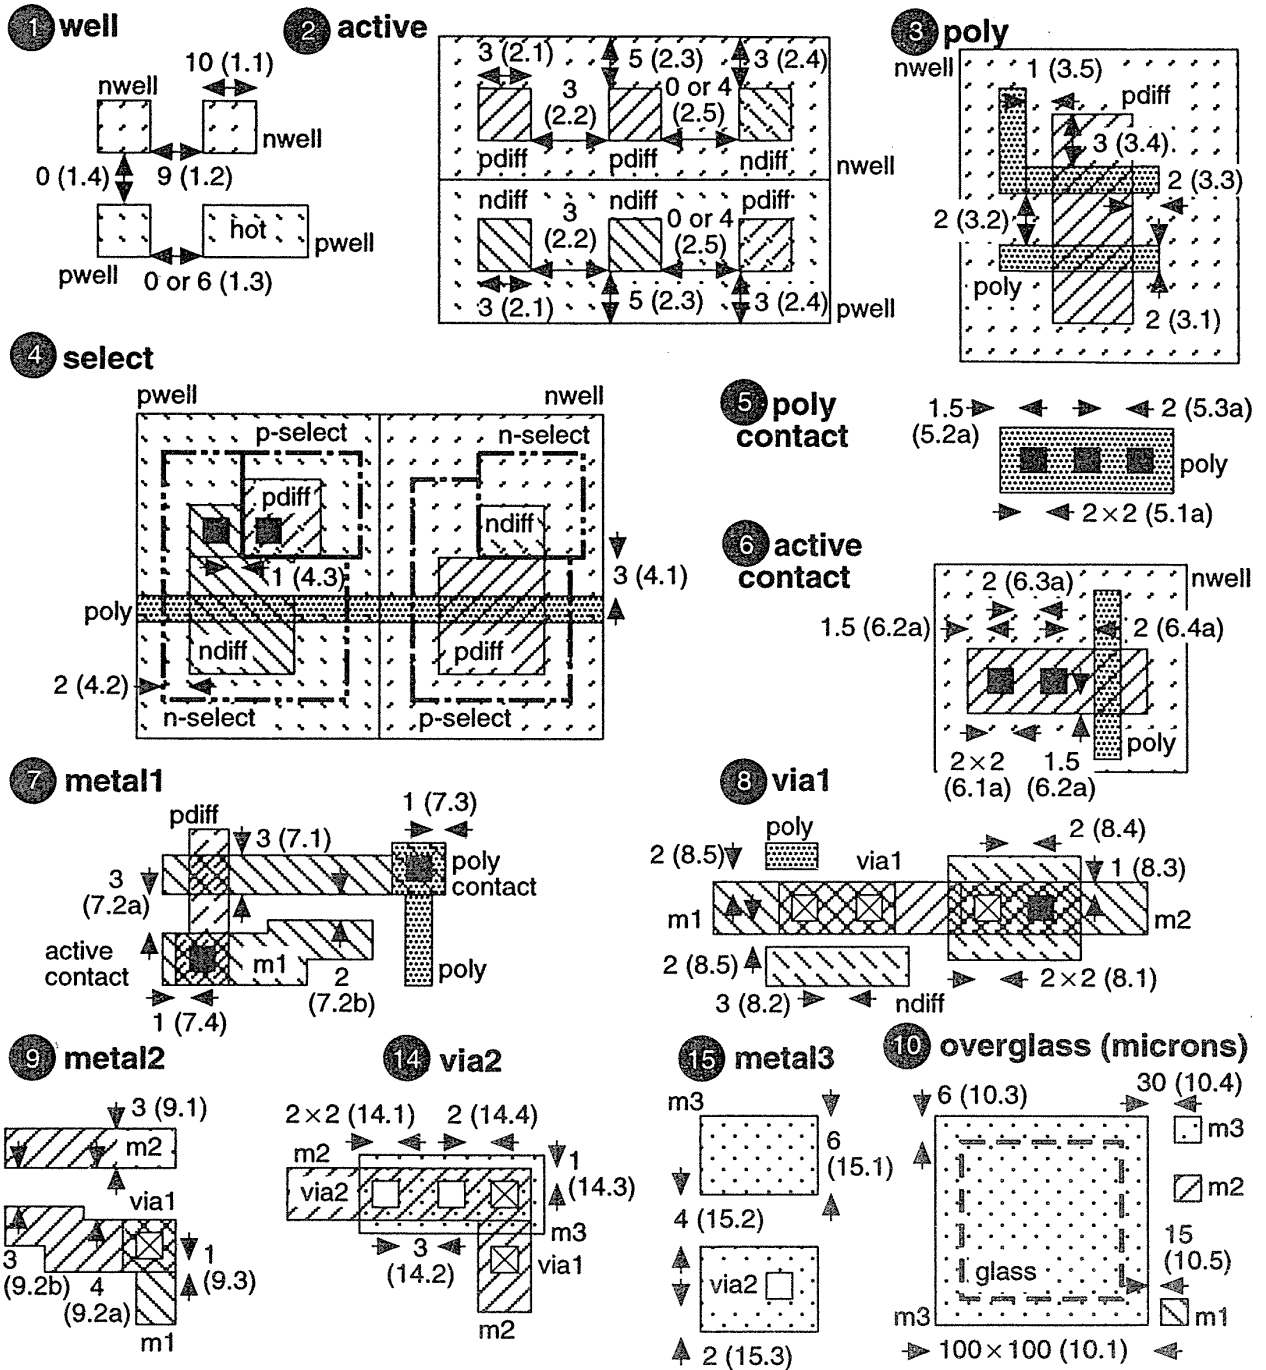 1 well
10 (1.1)
nwell
nwell
0 (1.4)
9 (1.2)
hot
pwell
pwell
0 or 6 (1.3)
2 active
3 (2.1)
5 (2.3)
3 (2.4)
3
(2.2)
0 or 4
(2.5)
pdiff
pdiff
ndiff
nwell
ndiff
ndiff
pdiff
3
(2.2)
0 or 4
(2.5)
3 (2.1)
5 (2.3)
3 (2.4)
pwell
3 poly
nwell
1 (3.5)
pdiff
3 (3.4)
2 (3.3)
2 (3.2)
poly
2 (3.1)
4 select
pwell
nwell
p-select
n-select
pdiff
ndiff
1 (4.3)
3 (4.1)
poly
ndiff
pdiff
2 (4.2)
n-select
p-select
5 poly
contact
1.5
(5.2a)
2 (5.3a)
poly
2×2 (5.1a)
6 active
contact
nwell
2 (6.3a)
1.5 (6.2a)
2 (6.4a)
poly
2×2
(6.1a)
1.5
(6.2a)
7 metal1
pdiff
1 (7.3)
3 (7.1)
poly
contact
3
(7.2a)
active
contact
m1
2
(7.2b)
poly
1 (7.4)
8 via1
poly
2 (8.4)
2 (8.5)
via1
1 (8.3)
m1
m2
2 (8.5)
2×2 (8.1)
3 (8.2)
ndiff
9 metal2
3 (9.1)
m2
via1
3
(9.2b)
4
(9.2a)
1
(9.3)
m1
14 via2
2×2 (14.1)
2 (14.4)
m2
1
(14.3)
via2
m3
3
(14.2)
via1
m2
15 metal3
m3
6
(15.1)
4 (15.2)
via2
2 (15.3)
10 overglass (microns)
6 (10.3)
30 (10.4)
m3
m2
15
(10.5)
glass
m3
m1
100×100 (10.1)